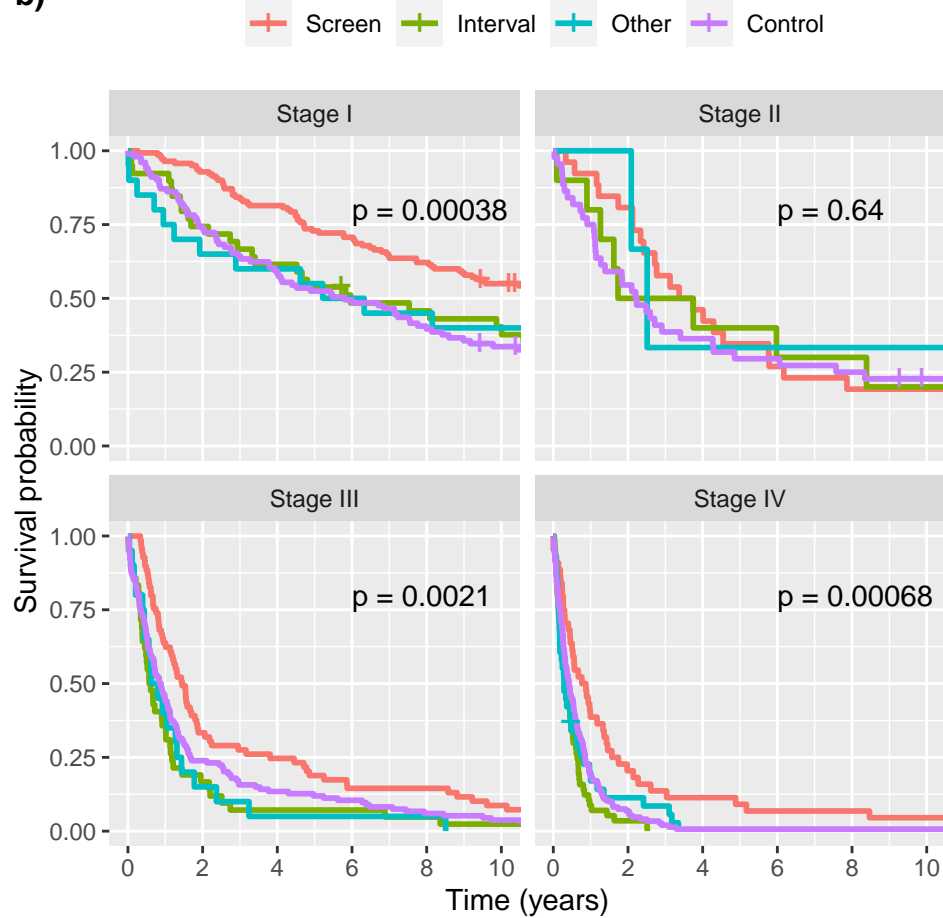 b)
Screen Interval Other Control
Stage I Stage II
1.00
0.75
0.50
0.25
0.00
p = 0.00038
p = 0.64
Survival probability
Stage III Stage IV
1.00
0.75
0.50
0.25
0.00
p = 0.0021
p = 0.00068
0 2 4 6 8 10 0 2 4 6 8 10
Time (years)